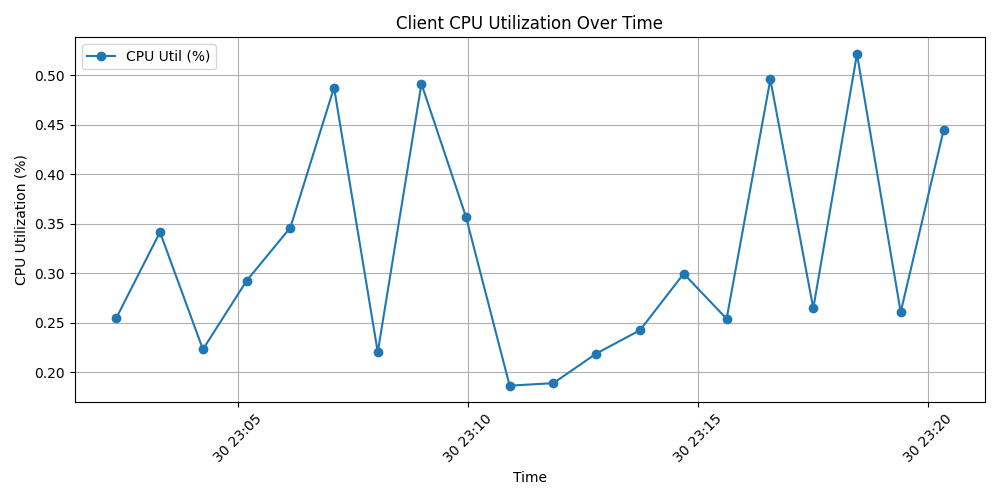 Client CPU Utilization Over Time
CPU Util (%)
CPU Utilization (%)
0.50
0.45
0.40
0.35
0.30
0.25
0.20
30 23:05
30 23:10
30 23:15
30 23:20
Time